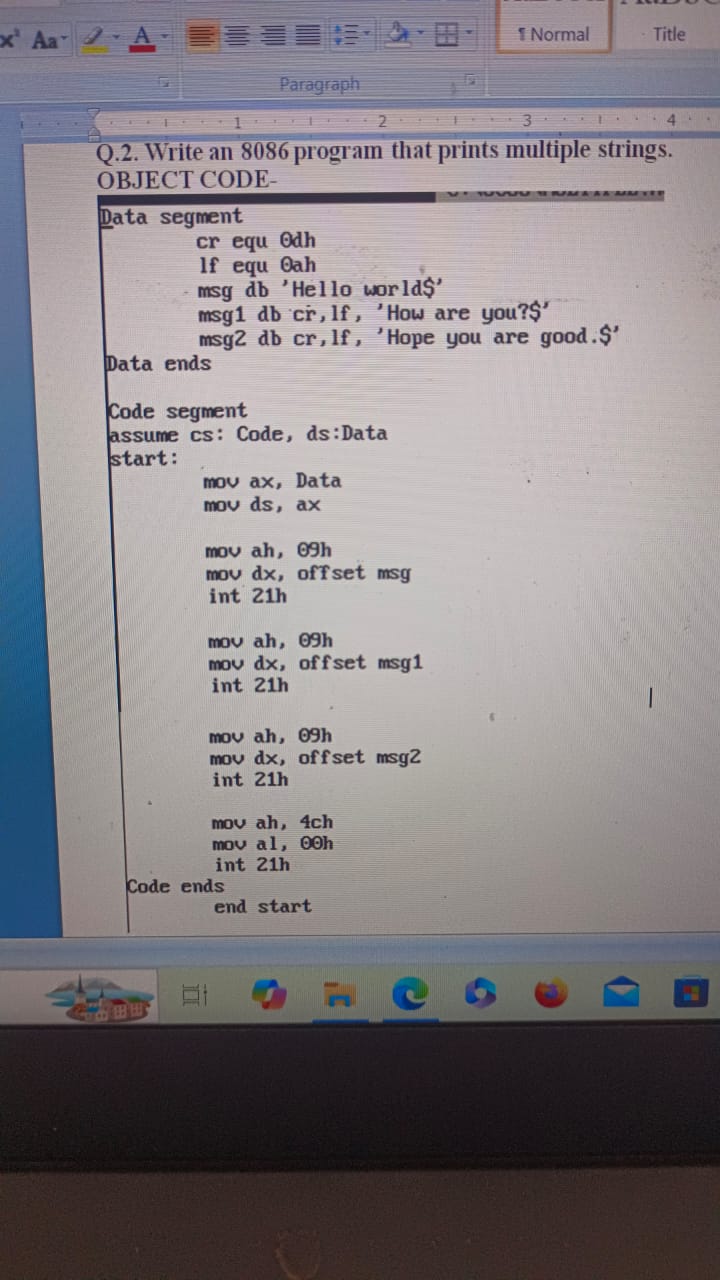 x² Aa A
¶ Normal
Title
Paragraph
1 2 3 4
Q.2. Write an 8086 program that prints multiple strings.
OBJECT CODE-
Data segment
cr equ 0dh
lf equ 0ah
msg db 'Hello world$'
msg1 db cr,lf, 'How are you?$'
msg2 db cr,lf, 'Hope you are good.$'
Data ends
Code segment
assume cs: Code, ds:Data
start:
mov ax, Data
mov ds, ax
mov ah, 09h
mov dx, offset msg
int 21h
mov ah, 09h
mov dx, offset msg1
int 21h
mov ah, 09h
mov dx, offset msg2
int 21h
mov ah, 4ch
mov al, 00h
int 21h
Code ends
end start